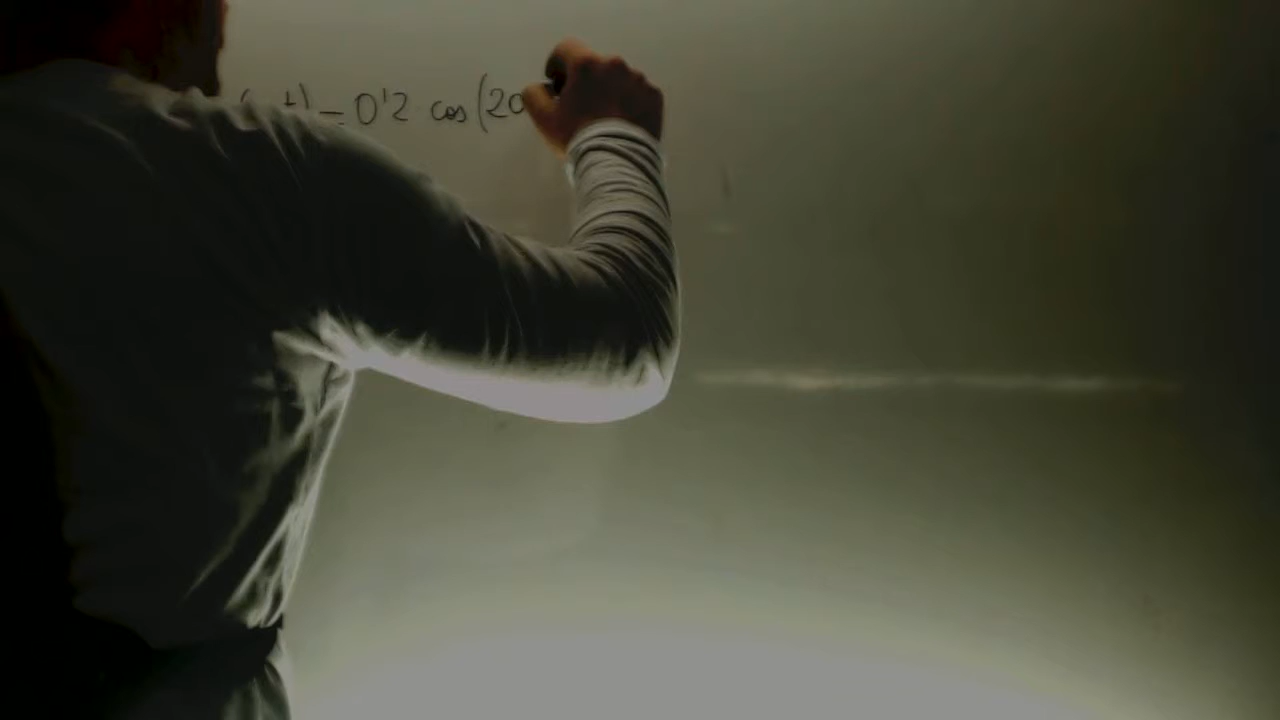 t) = 0'2 cos(20